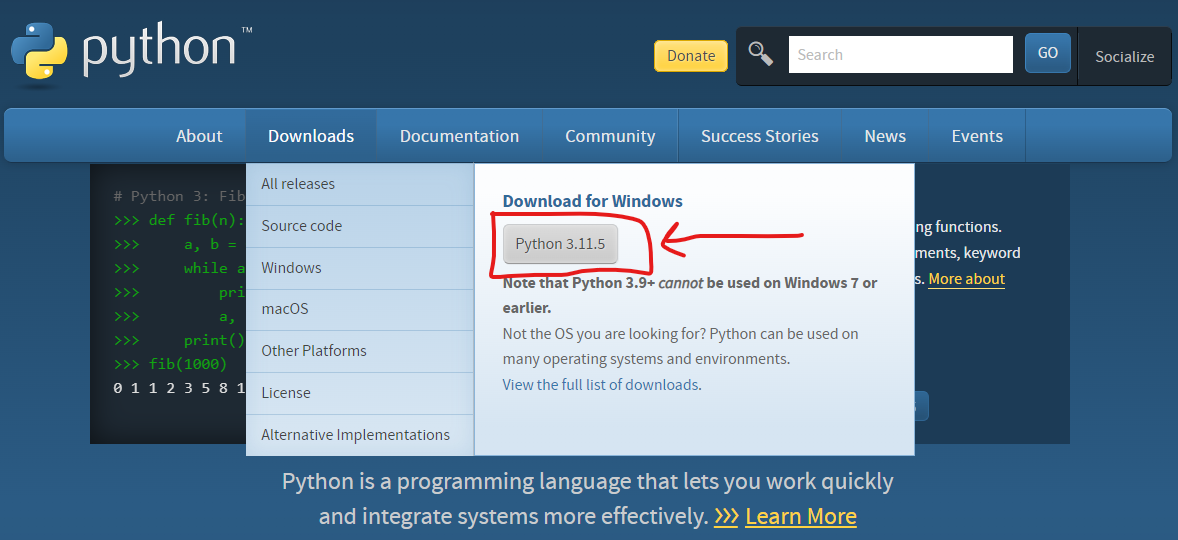 python™
Donate
Search
GO
Socialize
About
Downloads
Documentation
Community
Success Stories
News
Events
# Python 3: Fib
>>> def fib(n):
>>> a, b =
>>> while a
>>> pri
>>> a,
>>> print()
>>> fib(1000)
0 1 1 2 3 5 8 1
All releases
Source code
Windows
macOS
Other Platforms
License
Alternative Implementations
Download for Windows
Python 3.11.5
Note that Python 3.9+ cannot be used on Windows 7 or
earlier.
Not the OS you are looking for? Python can be used on
many operating systems and environments.
View the full list of downloads.
ng functions.
ments, keyword
s. More about
Python is a programming language that lets you work quickly
and integrate systems more effectively. >>> Learn More